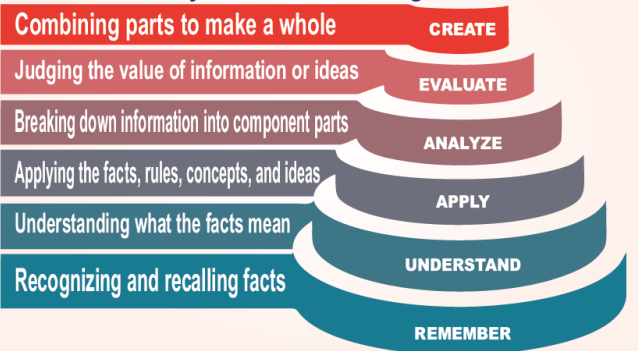 Combining parts to make a whole
CREATE
Judging the value of information or ideas
EVALUATE
Breaking down information into component parts
ANALYZE
Applying the facts, rules, concepts, and ideas
APPLY
Understanding what the facts mean
UNDERSTAND
Recognizing and recalling facts
REMEMBER